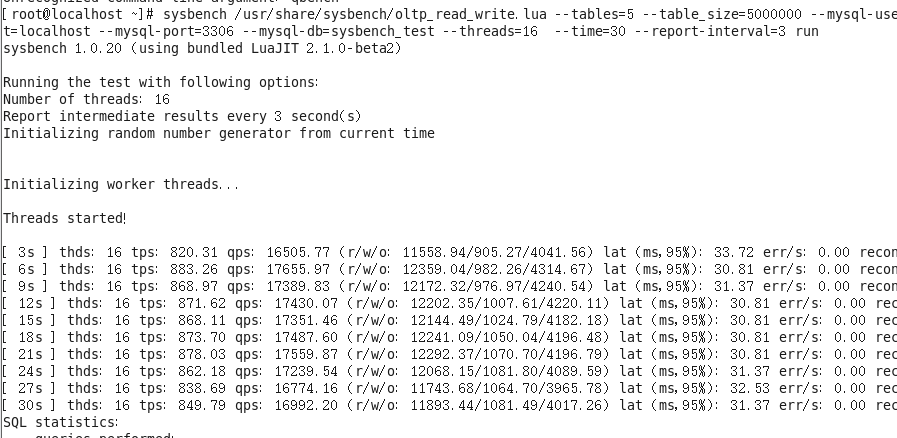 [root@localhost ~]# sysbench /usr/share/sysbench/oltp_read_write.lua --tables=5 --table_size=5000000 --mysql-use
t=localhost --mysql-port=3306 --mysql-db=sysbench_test --threads=16  --time=30 --report-interval=3 run
sysbench 1.0.20 (using bundled LuaJIT 2.1.0-beta2)
Running the test with following options:
Number of threads: 16
Report intermediate results every 3 second(s)
Initializing random number generator from current time
Initializing worker threads...
Threads started!
[ 3s ] thds: 16 tps: 820.31 qps: 16505.77 (r/w/o: 11558.94/905.27/4041.56) lat (ms,95%): 33.72 err/s: 0.00 recon
[ 6s ] thds: 16 tps: 883.26 qps: 17655.97 (r/w/o: 12359.04/982.26/4314.67) lat (ms,95%): 30.81 err/s: 0.00 recon
[ 9s ] thds: 16 tps: 868.97 qps: 17389.83 (r/w/o: 12172.32/976.97/4240.54) lat (ms,95%): 31.37 err/s: 0.00 recon
[ 12s ] thds: 16 tps: 871.62 qps: 17430.07 (r/w/o: 12202.35/1007.61/4220.11) lat (ms,95%): 30.81 err/s: 0.00 rec
[ 15s ] thds: 16 tps: 868.11 qps: 17351.46 (r/w/o: 12144.49/1024.79/4182.18) lat (ms,95%): 30.81 err/s: 0.00 rec
[ 18s ] thds: 16 tps: 873.70 qps: 17487.60 (r/w/o: 12241.09/1050.04/4196.48) lat (ms,95%): 30.81 err/s: 0.00 rec
[ 21s ] thds: 16 tps: 878.03 qps: 17559.87 (r/w/o: 12292.37/1070.70/4196.79) lat (ms,95%): 30.81 err/s: 0.00 rec
[ 24s ] thds: 16 tps: 862.18 qps: 17239.54 (r/w/o: 12068.15/1081.80/4089.59) lat (ms,95%): 31.37 err/s: 0.00 rec
[ 27s ] thds: 16 tps: 838.69 qps: 16774.16 (r/w/o: 11743.68/1064.70/3965.78) lat (ms,95%): 32.53 err/s: 0.00 rec
[ 30s ] thds: 16 tps: 849.79 qps: 16992.20 (r/w/o: 11893.44/1081.49/4017.26) lat (ms,95%): 31.37 err/s: 0.00 rec
SQL statistics: